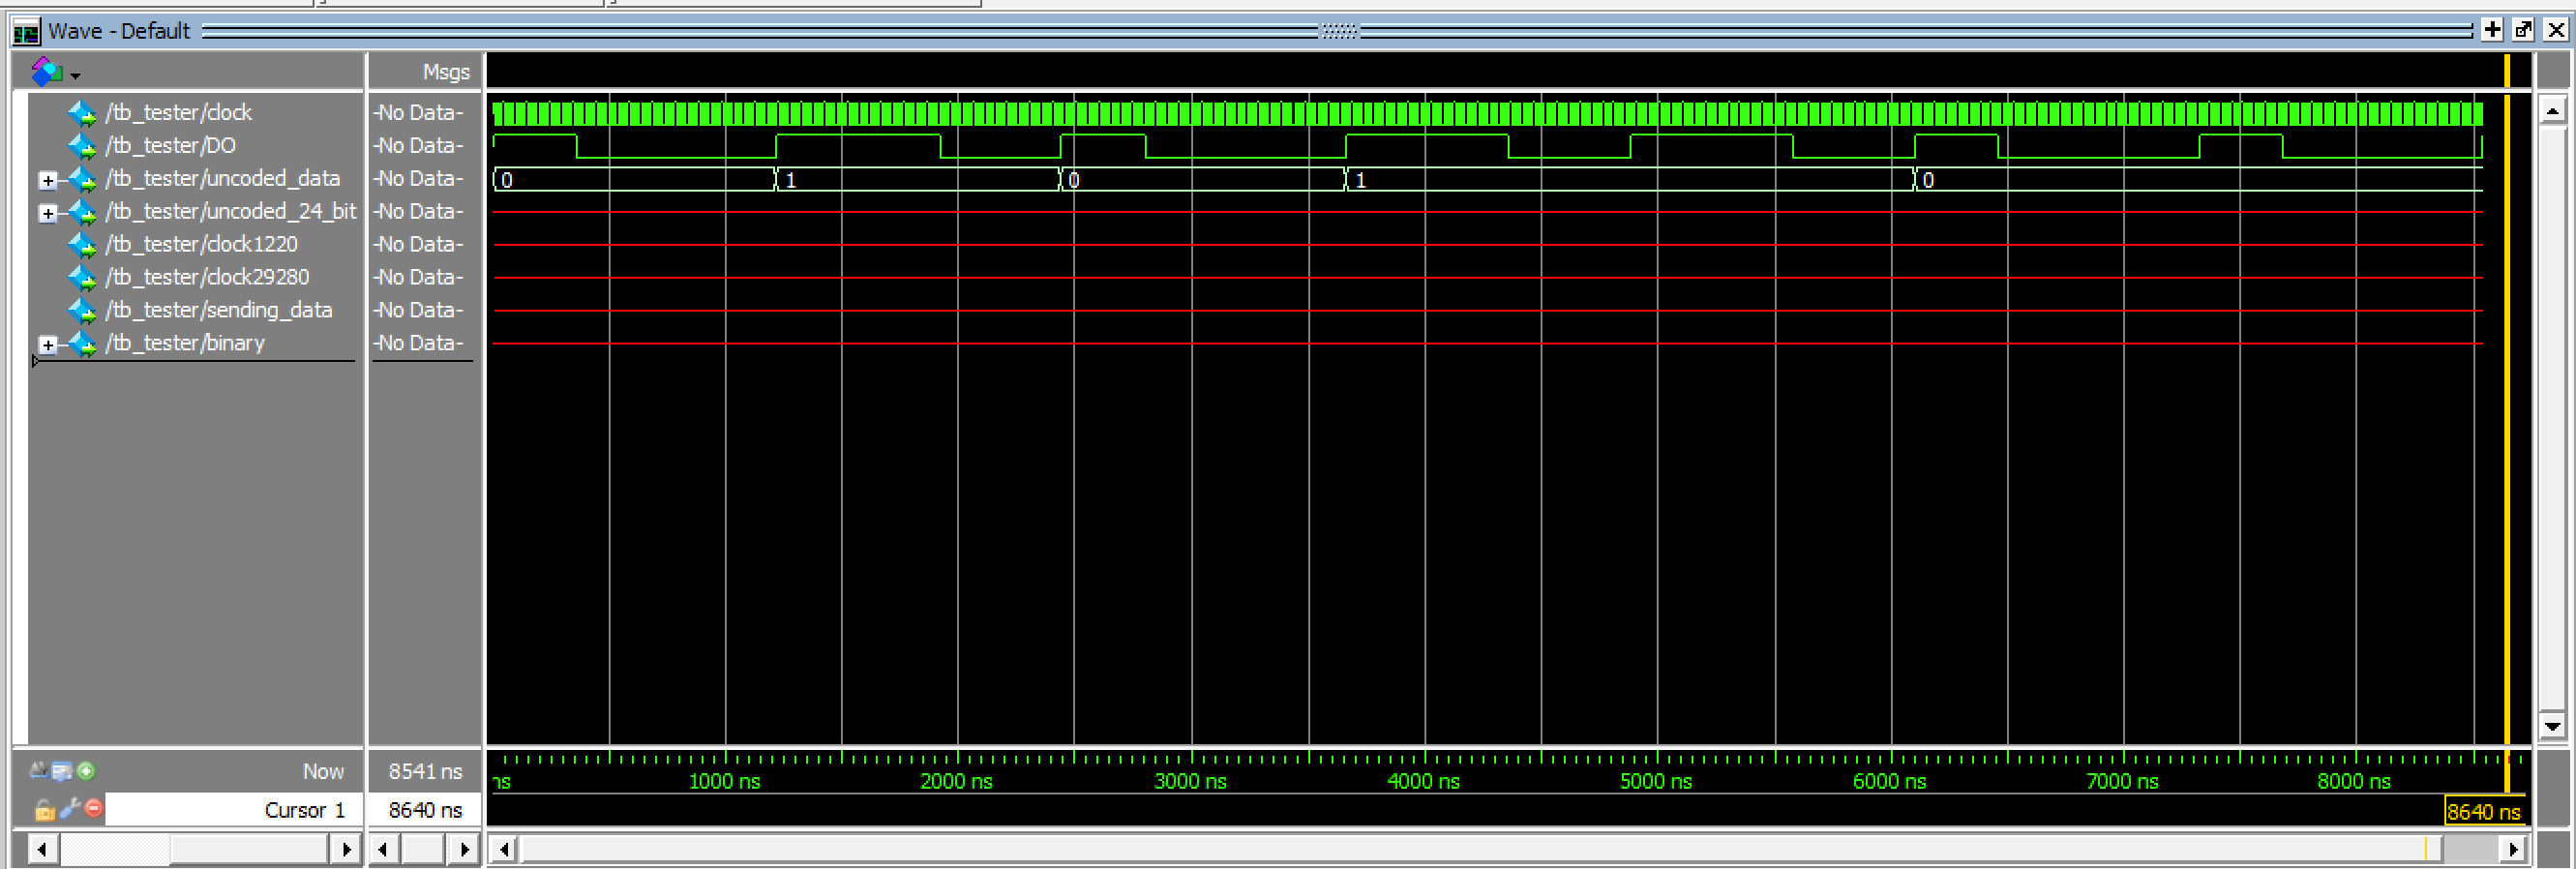 Wave - Default
Msgs
/tb_tester/clock -No Data-
/tb_tester/DO -No Data-
/tb_tester/uncoded_data -No Data- 0 1 0 1 0
/tb_tester/uncoded_24_bit -No Data-
/tb_tester/clock1220 -No Data-
/tb_tester/clock29280 -No Data-
/tb_tester/sending_data -No Data-
/tb_tester/binary -No Data-
Now 8541 ns ns 1000 ns 2000 ns 3000 ns 4000 ns 5000 ns 6000 ns 7000 ns 8000 ns
Cursor 1 8640 ns 8640 ns